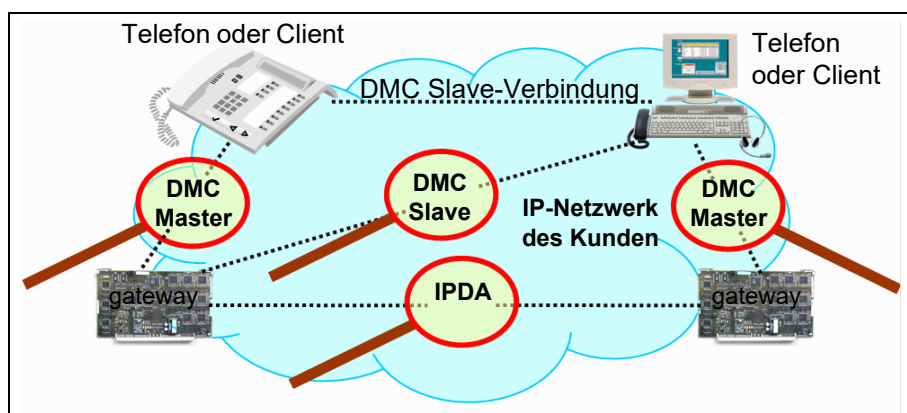 Telefon oder Client
Telefon
oder Client
DMC Slave-Verbindung
DMC
Master
DMC
Slave
IP-Netzwerk
des Kunden
DMC
Master
gateway
IPDA
gateway